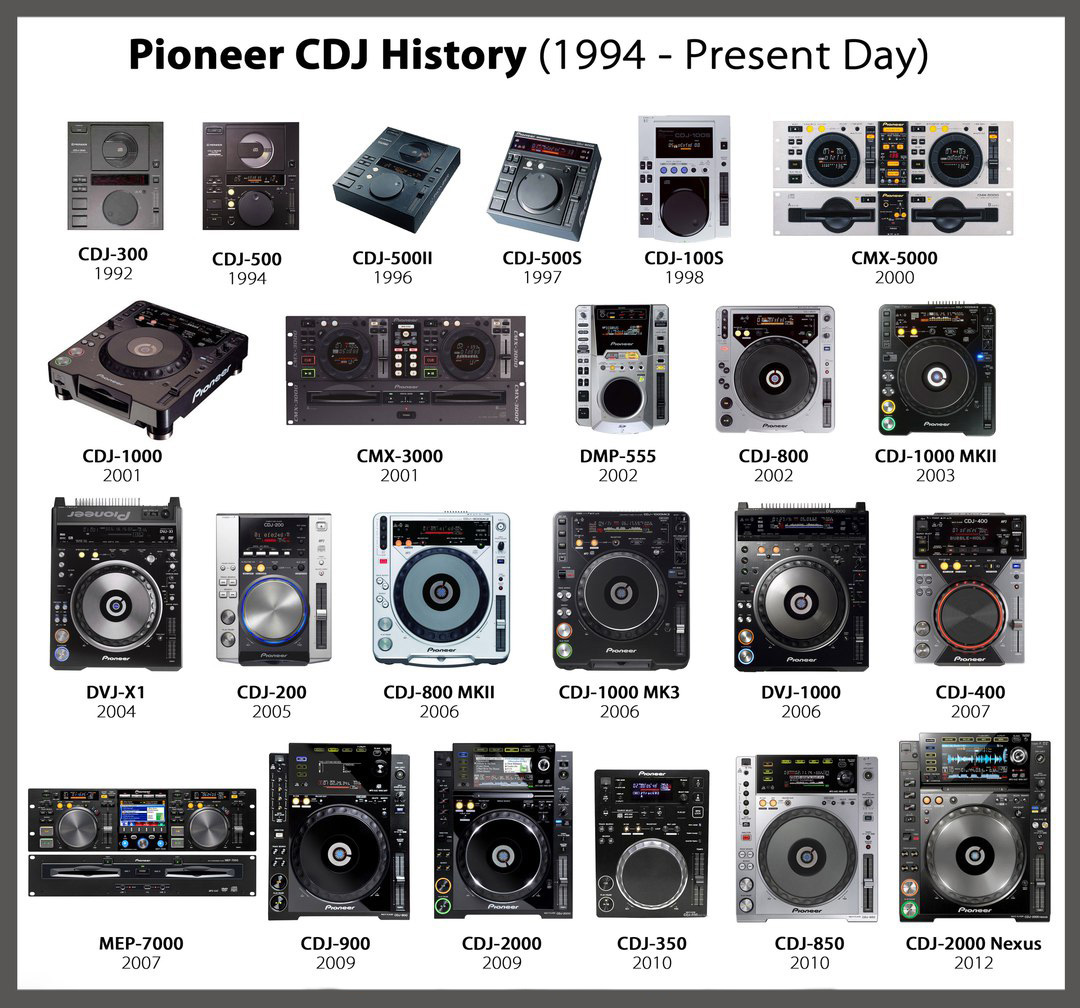 Pioneer CDJ History (1994 - Present Day)
CDJ-300
1992
CDJ-500
1994
CDJ-500II
1996
CDJ-500S
1997
CDJ-100S
1998
CMX-5000
2000
CDJ-1000
2001
CMX-3000
2001
DMP-555
2002
CDJ-800
2002
CDJ-1000 MKII
2003
DVJ-X1
2004
CDJ-200
2005
CDJ-800 MKII
2006
CDJ-1000 MK3
2006
DVJ-1000
2006
CDJ-400
2007
MEP-7000
2007
CDJ-900
2009
CDJ-2000
2009
CDJ-350
2010
CDJ-850
2010
CDJ-2000 Nexus
2012